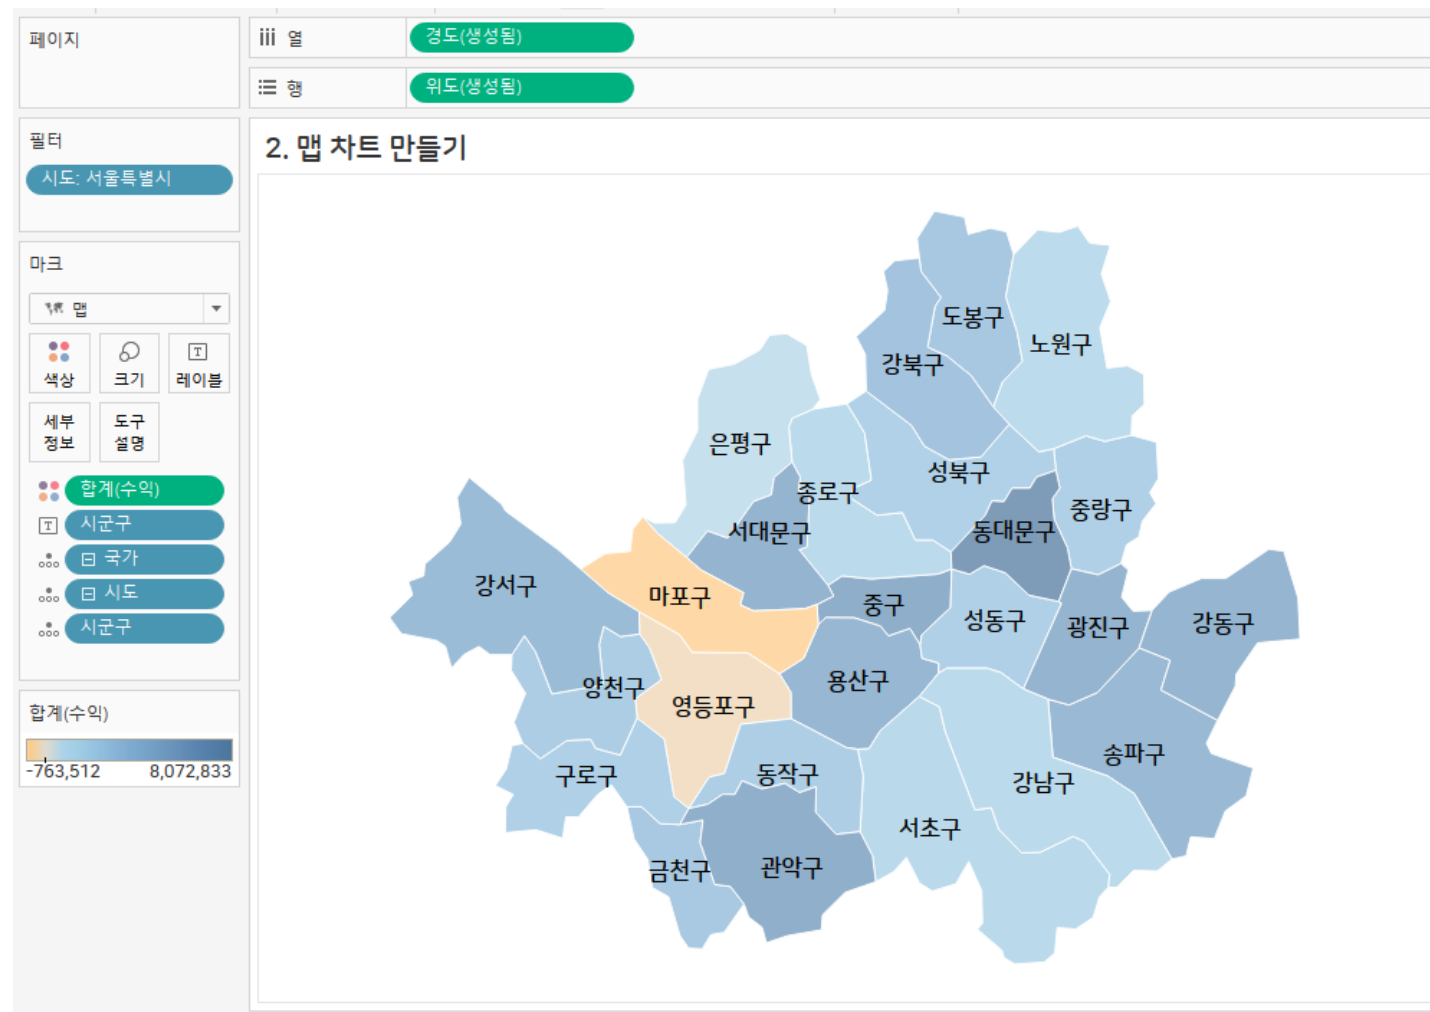 페이지
열
경도(생성됨)
행
위도(생성됨)
필터
시도: 서울특별시
마크
맵
색상
크기
T
레이블
세부
정보
도구
설명
합계(수익)
T
시군구
국가
시도
시군구
합계(수익)
-763,512
8,072,833
2. 맵 차트 만들기
도봉구
노원구
강북구
은평구
성북구
종로구
중랑구
서대문구
동대문구
강서구
마포구
중구
성동구
광진구
강동구
양천구
용산구
영등포구
송파구
구로구
동작구
강남구
서초구
금천구
관악구